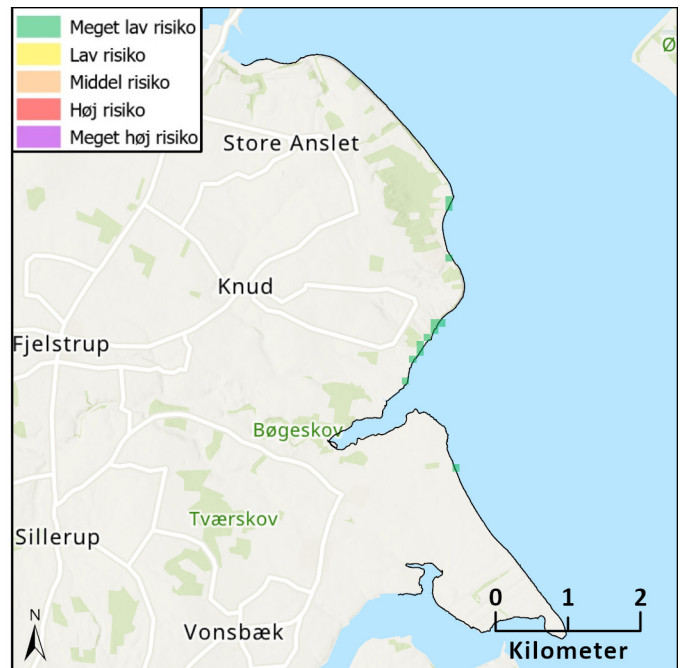 Meget lav risiko
Lav risiko
Middel risiko
Høj risiko
Meget høj risiko
Ø
Store Anslet
Knud
Fjelstrup
Bøgeskov
Tværskov
Sillerup
Vonsbæk
0 1 2
Kilometer
N